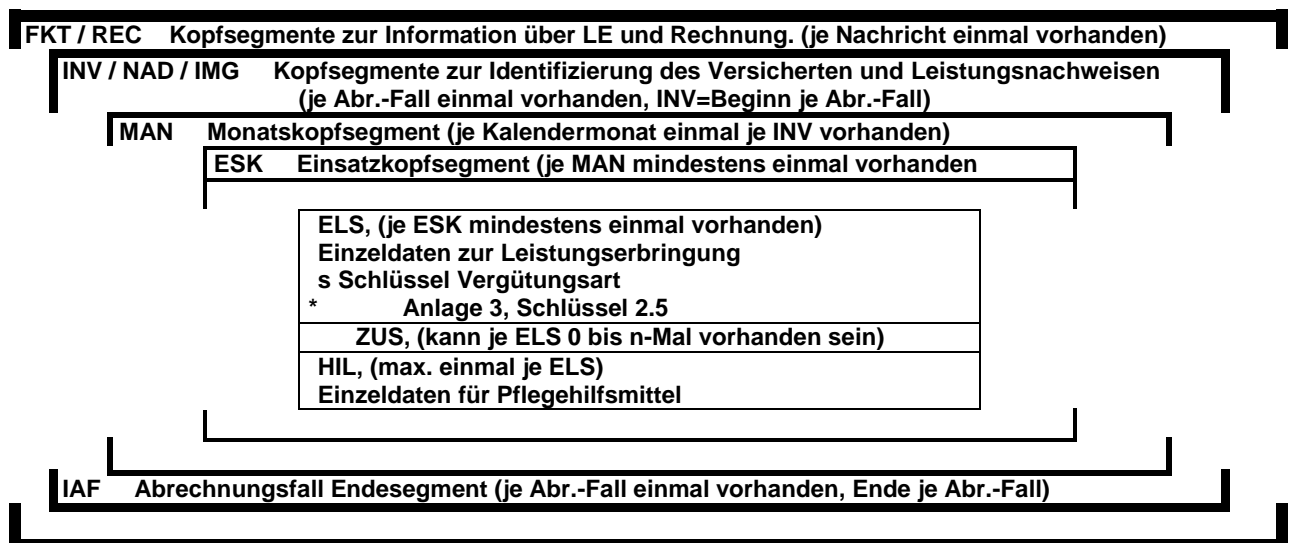 FKT / REC Kopfsegmente zur Information über LE und Rechnung. (je Nachricht einmal vorhanden)
INV / NAD / IMG Kopfsegmente zur Identifizierung des Versicherten und Leistungsnachweisen
(je Abr.-Fall einmal vorhanden, INV=Beginn je Abr.-Fall)
MAN Monatskopfsegment (je Kalendermonat einmal je INV vorhanden)
ESK Einsatzkopfsegment (je MAN mindestens einmal vorhanden
ELS, (je ESK mindestens einmal vorhanden)
Einzeldaten zur Leistungserbringung
s Schlüssel Vergütungsart
* Anlage 3, Schlüssel 2.5
ZUS, (kann je ELS 0 bis n-Mal vorhanden sein)
HIL, (max. einmal je ELS)
Einzeldaten für Pflegehilfsmittel
IAF Abrechnungsfall Endesegment (je Abr.-Fall einmal vorhanden, Ende je Abr.-Fall)